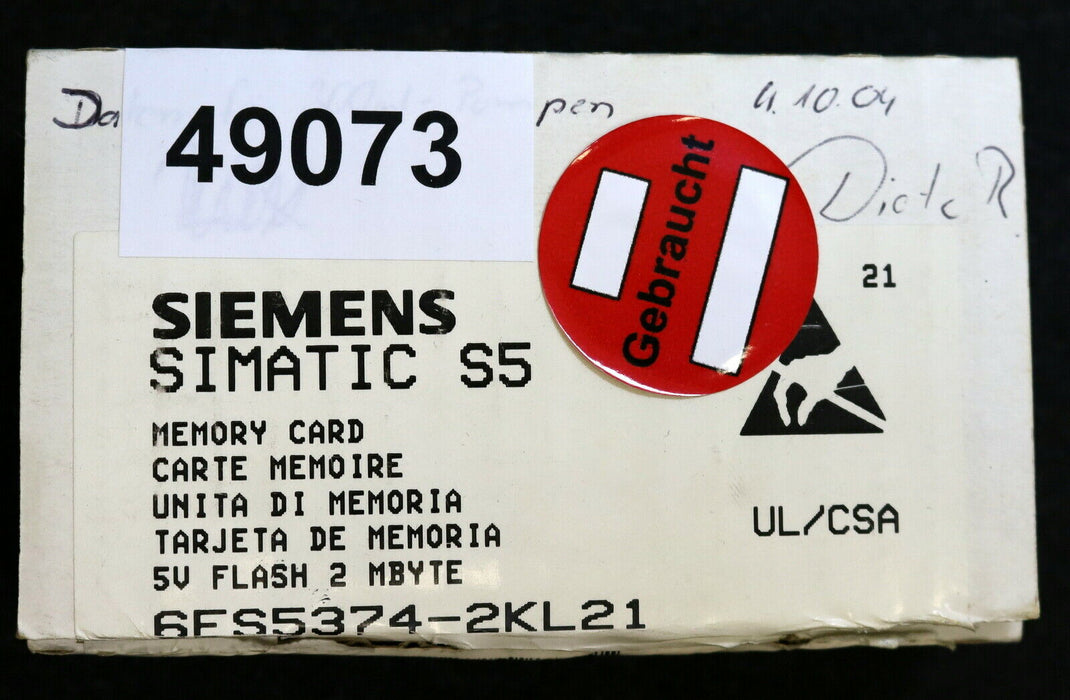 Da pen 4.10.04
49073
Gebraucht
21
SIEMENS
SIMATIC S5
MEMORY CARD
CARTE MEMOIRE
UNITA DI MEMORIA
TARJETA DE MEMORIA
5V FLASH 2 MBYTE
6ES5374-2KL21
UL/CSA